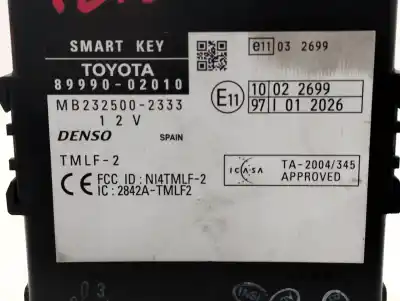 SMART KEY
TOYOTA
89990-02010
MB232500-2333
12V
DENSO SPAIN
TMLF-2
FCC ID : NI4TMLF-2
IC : 2842A-TMLF2
e11 03 2699
E11
10 02 2699
97 I 01 2026
ICASA
TA-2004/345
APPROVED
03